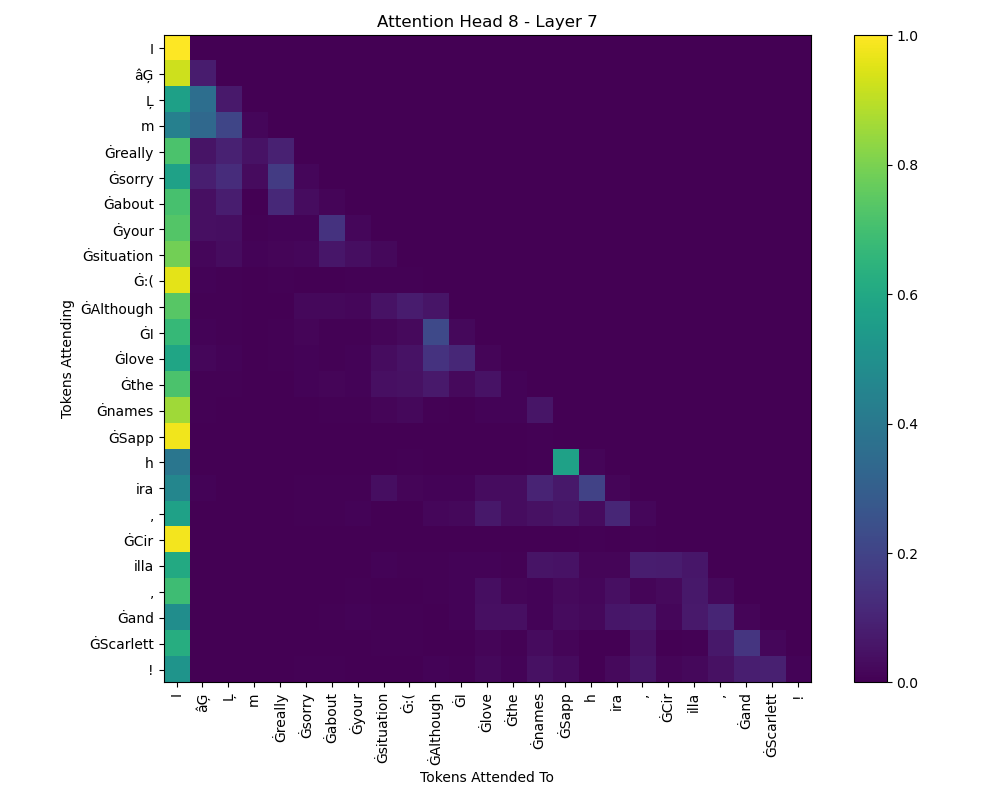 Attention Head 8 - Layer 7
Tokens Attending
I
âĢ
Ļ
m
Ġreally
Ġsorry
Ġabout
Ġyour
Ġsituation
Ġ:(
ĠAlthough
ĠI
Ġlove
Ġthe
Ġnames
ĠSapp
h
ira
,
ĠCir
illa
,
Ġand
ĠScarlett
!
I
âĢ
Ļ
m
Ġreally
Ġsorry
Ġabout
Ġyour
Ġsituation
Ġ:(
ĠAlthough
ĠI
Ġlove
Ġthe
Ġnames
ĠSapp
h
ira
,
ĠCir
illa
,
Ġand
ĠScarlett
!
Tokens Attended To
1.0
0.8
0.6
0.4
0.2
0.0